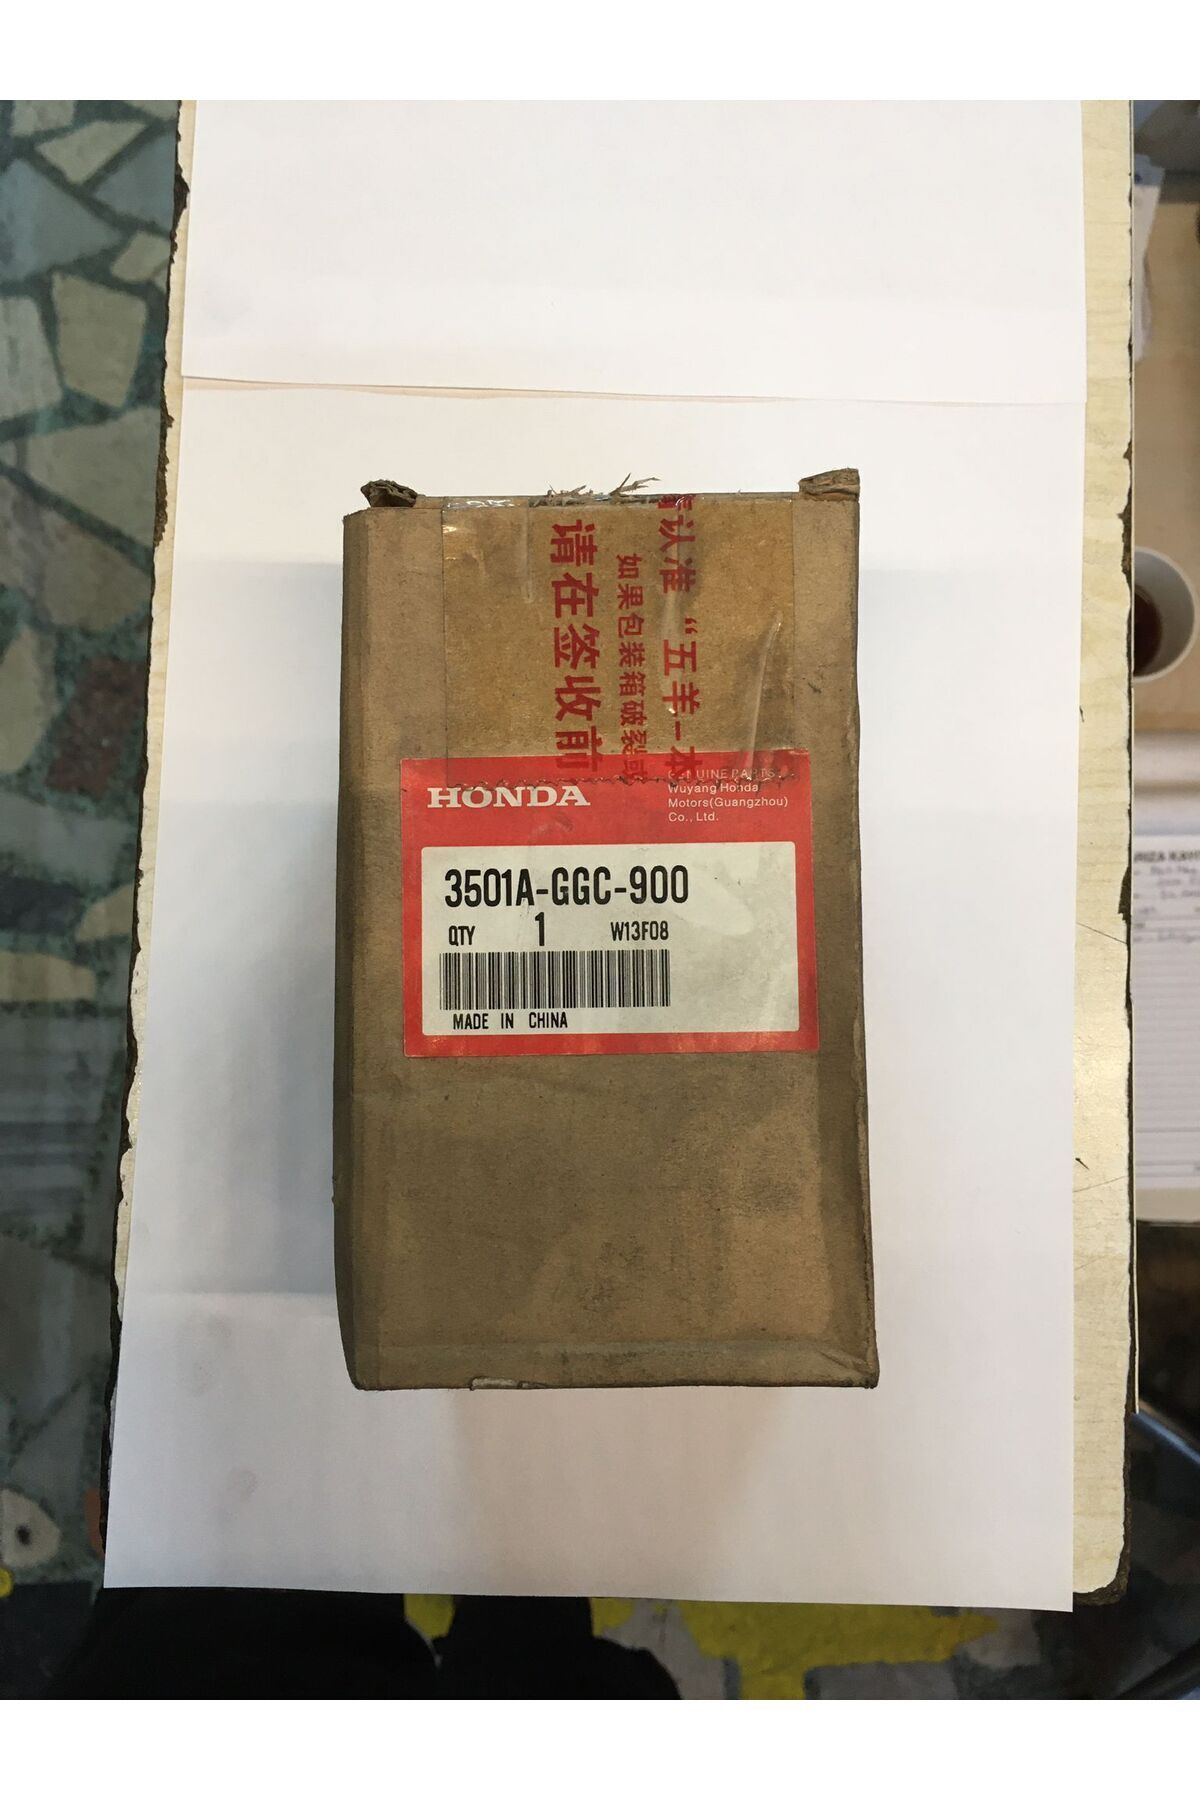 请认准 “五羊一本
如果包装箱破裂或
请在签收前
HONDA
GENUINE PARTS
Wuyang Honda
Motors(Guangzhou)
Co., Ltd.
3501A-GGC-900
QTY 1 W13F08
MADE IN CHINA